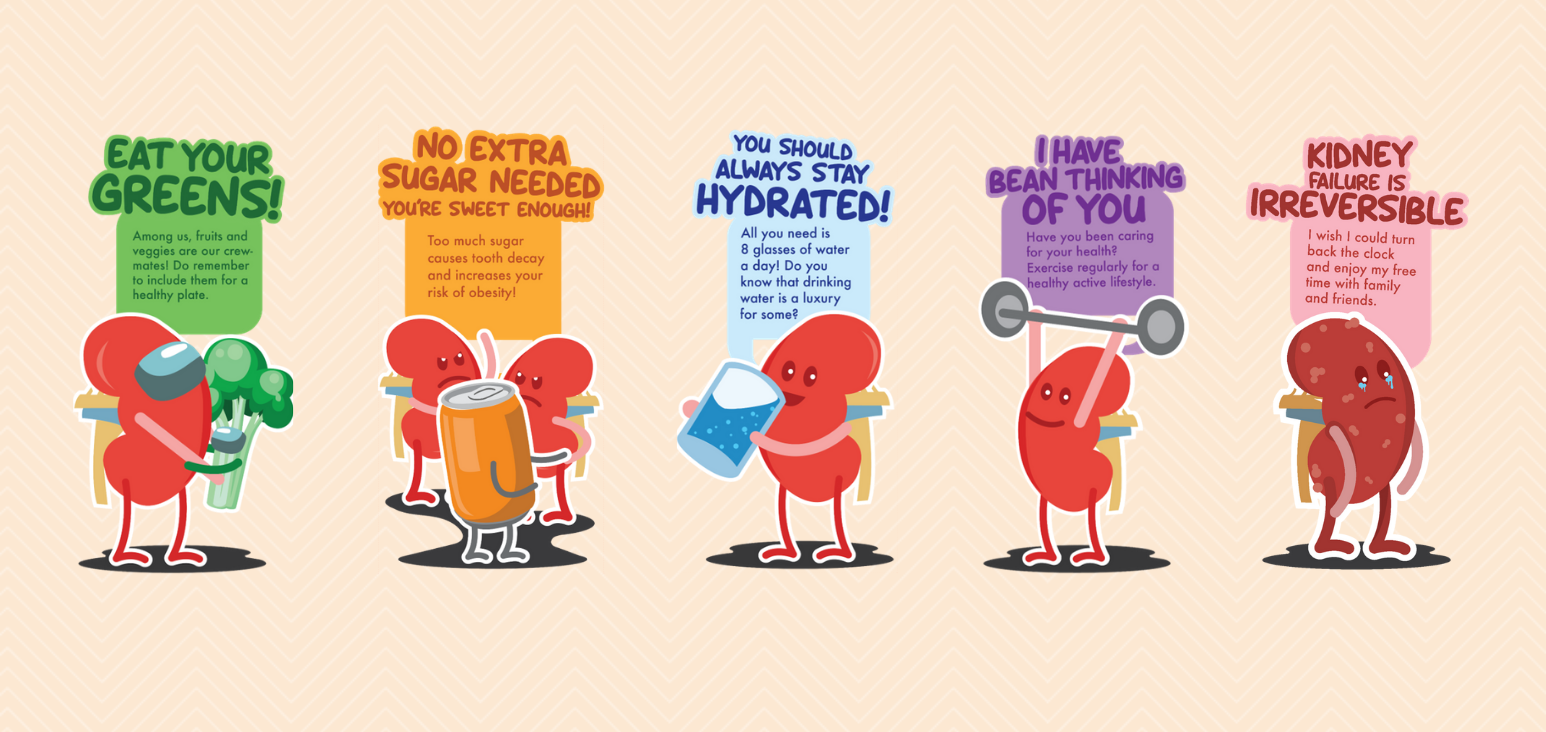 EAT YOUR
GREENS!
Among us, fruits and
veggies are our crew-
mates! Do remember
to include them for a
healthy plate.
NO EXTRA
SUGAR NEEDED
YOU'RE SWEET ENOUGH!
Too much sugar
causes tooth decay
and increases your
risk of obesity!
YOU SHOULD
ALWAYS STAY
HYDRATED!
All you need is
8 glasses of water
a day! Do you
know that drinking
water is a luxury
for some?
I HAVE
BEAN THINKING
OF YOU
Have you been caring
for your health?
Exercise regularly for a
healthy active lifestyle.
KIDNEY
FAILURE IS
IRREVERSIBLE
I wish I could turn
back the clock
and enjoy my free
time with family
and friends.